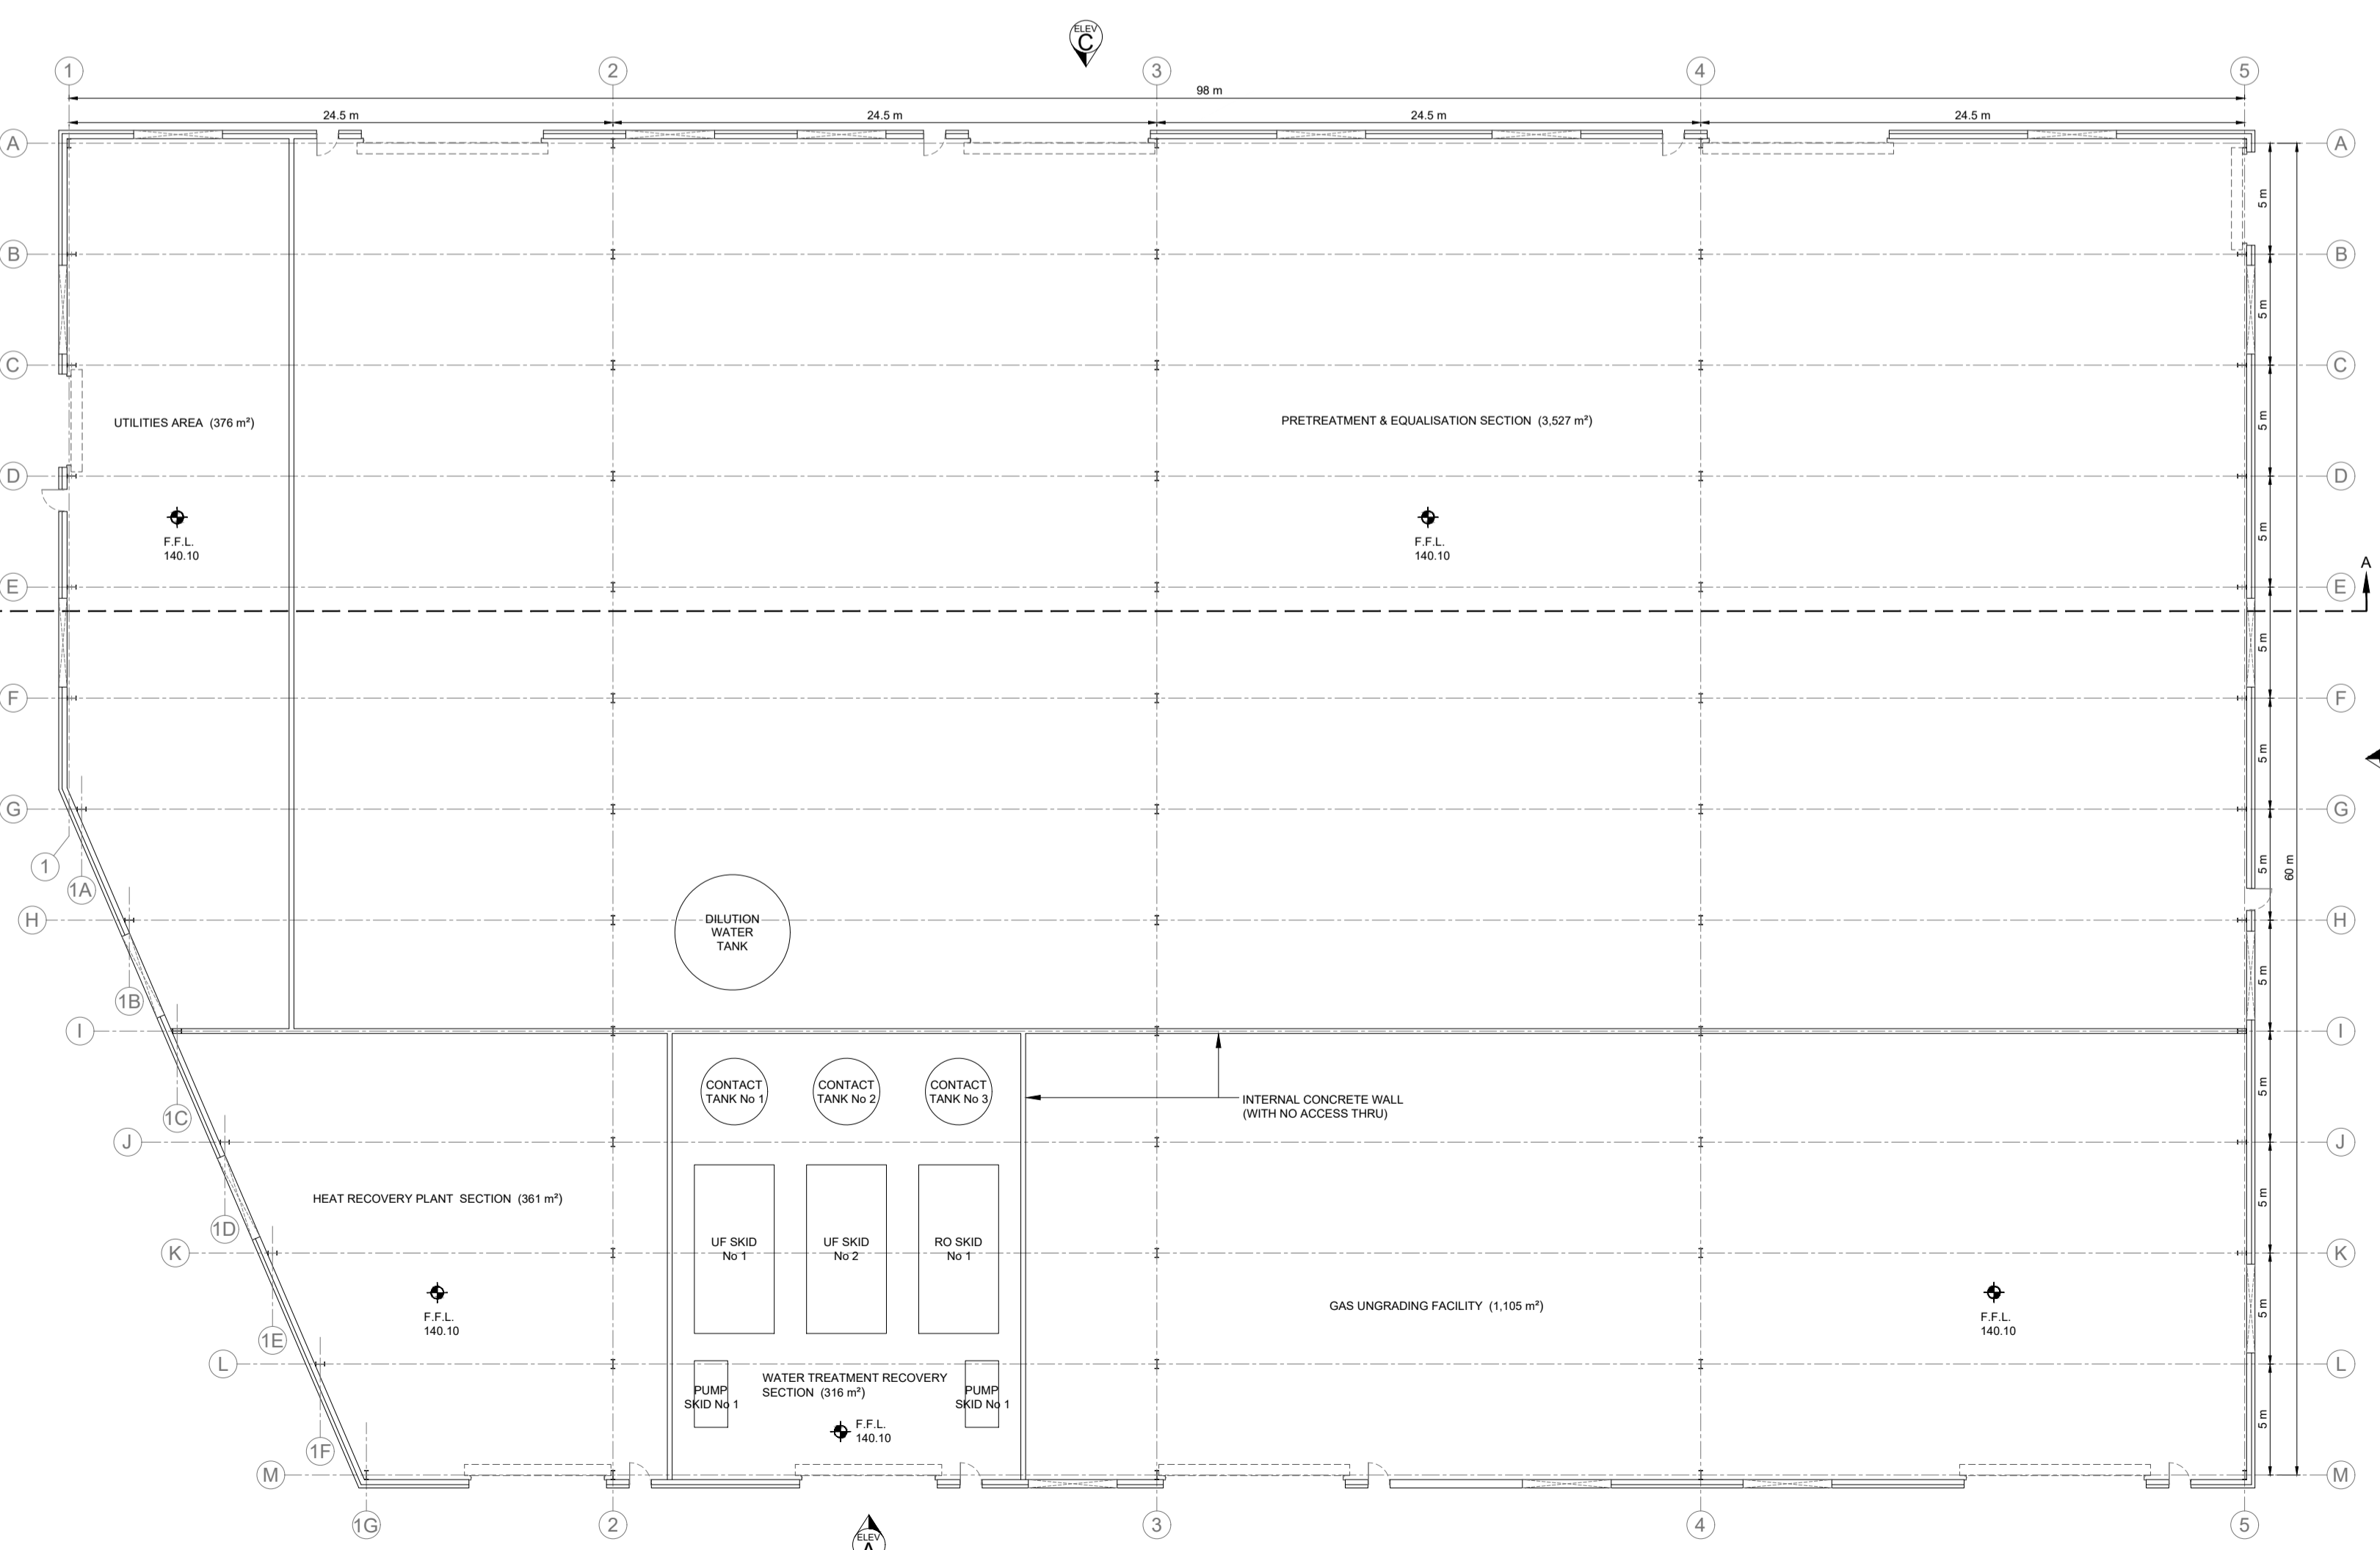 ELEV
C
1
2
3
4
5
98 m
24.5 m
24.5 m
24.5 m
24.5 m
A
A
5 m
B
B
5 m
C
C
UTILITIES AREA (376 m²)
PRETREATMENT & EQUALISATION SECTION (3,527 m²)
5 m
D
D
F.F.L.
140.10
F.F.L.
140.10
5 m
A
E
E
5 m
F
F
5 m
G
G
1
1A
5 m
60 m
H
DILUTION
WATER
TANK
H
1B
5 m
I
I
CONTACT
TANK No 1
CONTACT
TANK No 2
CONTACT
TANK No 3
INTERNAL CONCRETE WALL
(WITH NO ACCESS THRU)
5 m
1C
J
J
HEAT RECOVERY PLANT SECTION (361 m²)
5 m
1D
UF SKID
No 1
UF SKID
No 2
RO SKID
No 1
K
K
F.F.L.
140.10
GAS UNGRADING FACILITY (1,105 m²)
F.F.L.
140.10
5 m
1E
L
L
WATER TREATMENT RECOVERY
SECTION (316 m²)
PUMP
SKID No 1
PUMP
SKID No 1
5 m
F.F.L.
140.10
1F
M
M
1G
2
3
4
5
ELEV
A